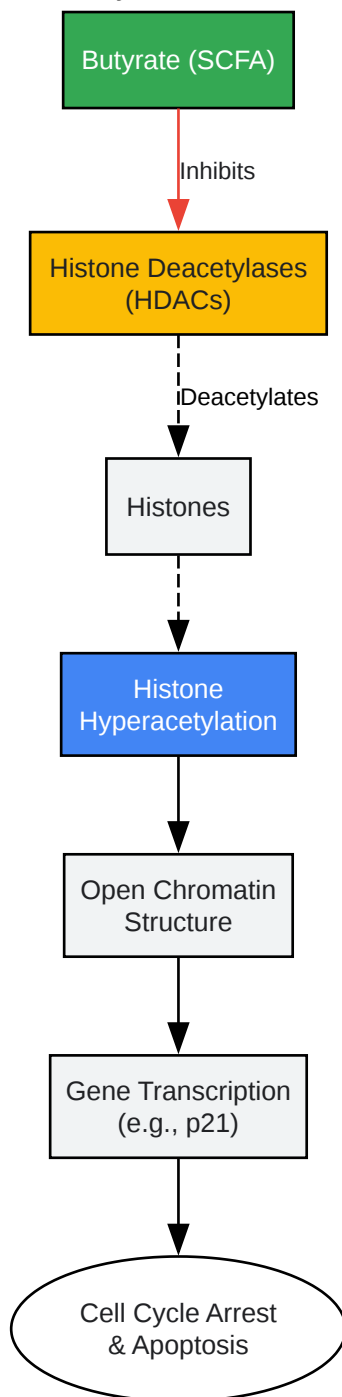 Butyrate (SCFA)
Inhibits
Histone Deacetylases
(HDACs)
Deacetylates
Histones
Histone
Hyperacetylation
Open Chromatin
Structure
Gene Transcription
(e.g., p21)
Cell Cycle Arrest
& Apoptosis